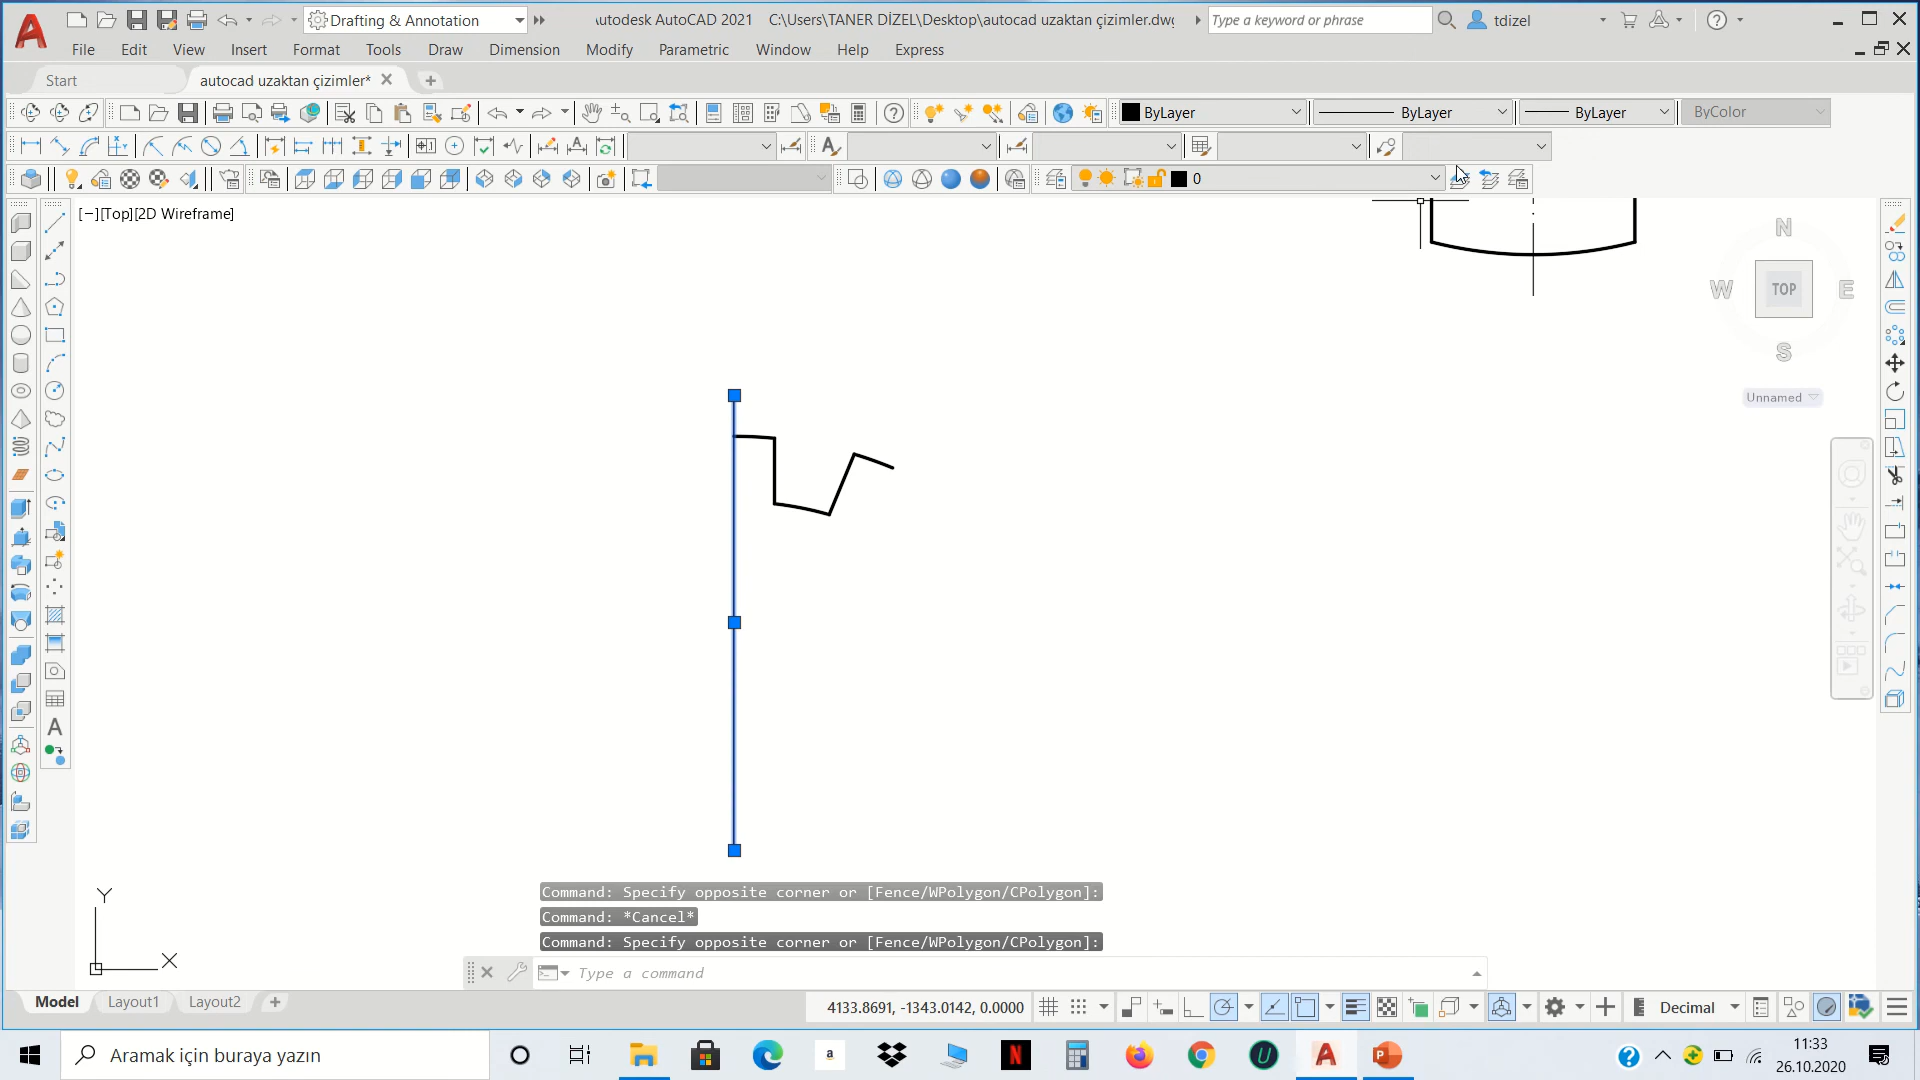 Drafting & Annotation
utodesk AutoCAD 2021 C:\Users\TANER DİZEL\Desktop\autocad uzaktan çizimler.dwg
Type a keyword or phrase
tdizel
File Edit View Insert Format Tools Draw Dimension Modify Parametric Window Help Express
Start
autocad uzaktan çizimler*
ByLayer
ByLayer
ByLayer
ByColor
0
[−][Top][2D Wireframe]
N
W
TOP
E
S
Unnamed
Y
X
A
Command: Specify opposite corner or [Fence/WPolygon/CPolygon]:
Command: *Cancel*
Command: Specify opposite corner or [Fence/WPolygon/CPolygon]:
Type a command
Model Layout1 Layout2
4133.8691, -1343.0142, 0.0000
Decimal
Aramak için buraya yazın
11:33
26.10.2020